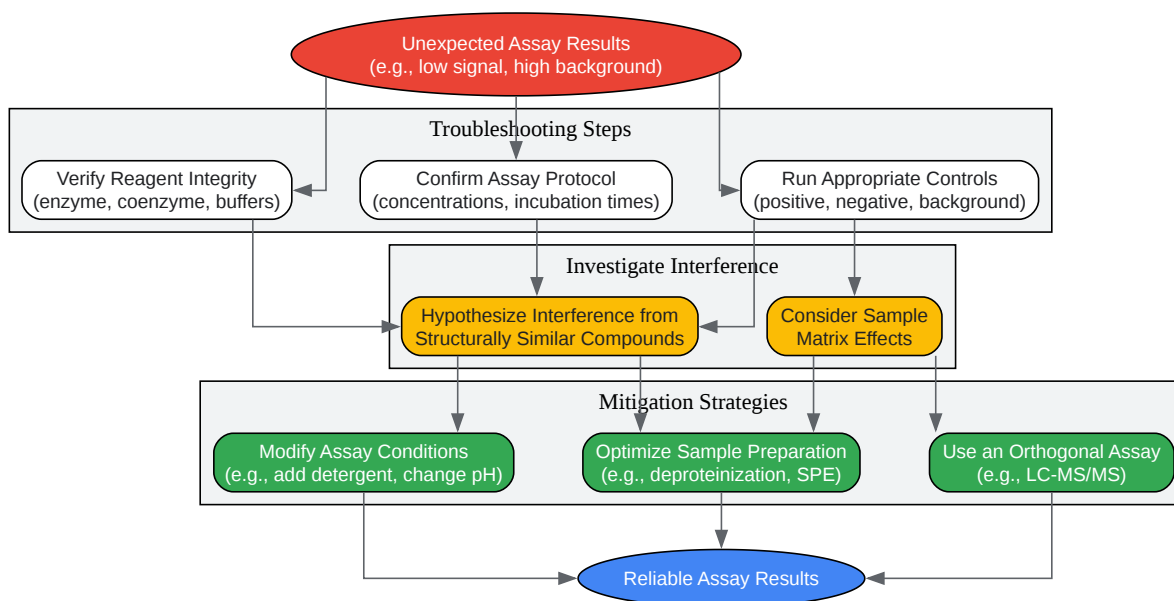 Unexpected Assay Results
(e.g., low signal, high background)
Troubleshooting Steps
Verify Reagent Integrity
(enzyme, coenzyme, buffers)
Confirm Assay Protocol
(concentrations, incubation times)
Run Appropriate Controls
(positive, negative, background)
Investigate Interference
Hypothesize Interference from
Structurally Similar Compounds
Consider Sample
Matrix Effects
Mitigation Strategies
Modify Assay Conditions
(e.g., add detergent, change pH)
Optimize Sample Preparation
(e.g., deproteinization, SPE)
Use an Orthogonal Assay
(e.g., LC-MS/MS)
Reliable Assay Results